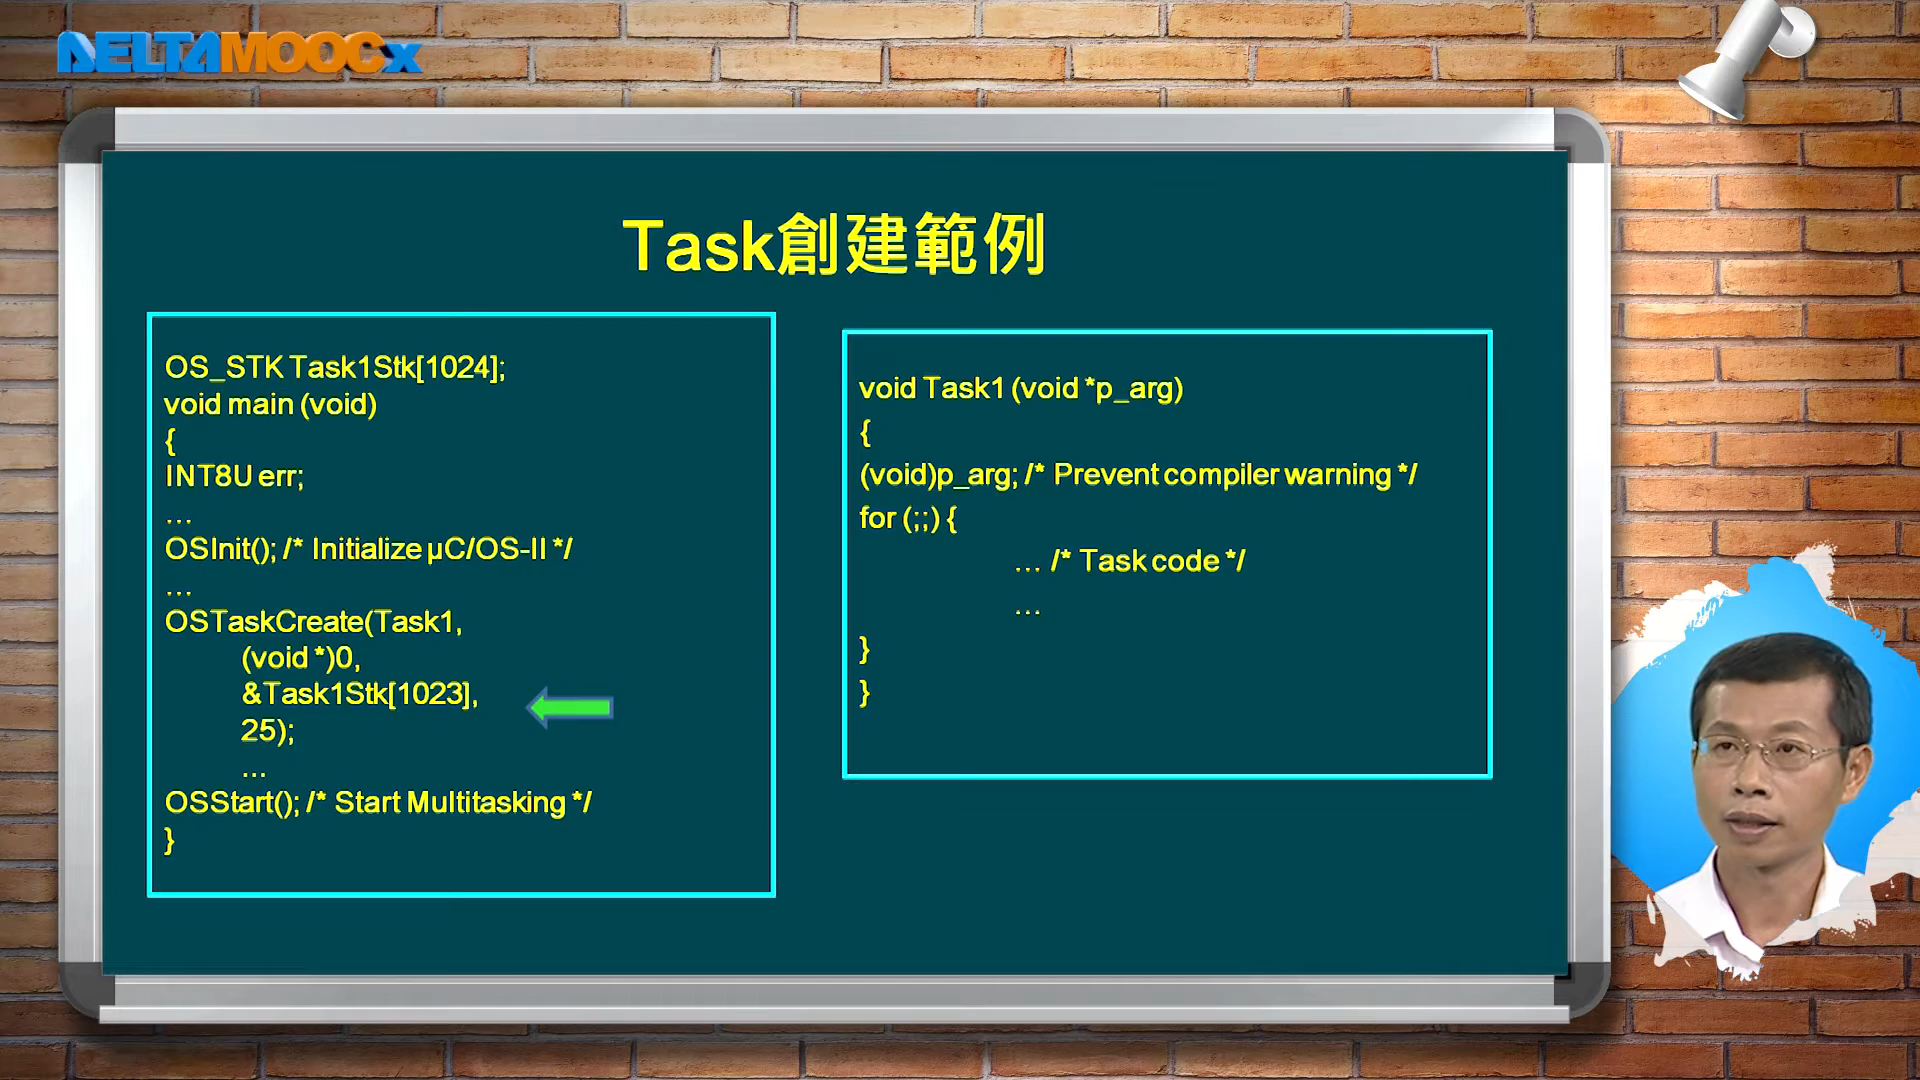 DELTAMOOCx
Task創建範例
OS_STK Task1Stk[1024];
void main (void)
{
INT8U err;
…
OSInit(); /* Initialize µC/OS-II */
…
OSTaskCreate(Task1,
(void *)0,
&Task1Stk[1023],
25);
…
OSStart(); /* Start Multitasking */
}
void Task1 (void *p_arg)
{
(void)p_arg; /* Prevent compiler warning */
for (;;) {
… /* Task code */
…
}
}